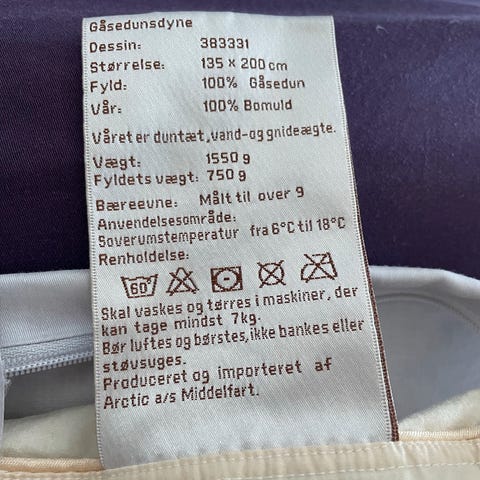 Gåsedunsdyne
Dessin: 383331
Størrelse: 135 x 200 cm
Fyld: 100% Gåsedun
Vår: 100% Bomuld
Våret er duntæt, vand-og gnideægte.
Vægt: 1550 g
Fyldets vægt: 750 g
Bæreevne: Målt til over 9
Anvendelsesområde:
Soverumstemperatur fra 6°C til 18°C
Renholdelse:
60°
Skal vaskes og tørres i maskiner, der
kan tage mindst 7kg.
Bør luftes og børstes, ikke bankes eller
støvsuges.
Produceret og importeret af
Arctic a/s Middelfart.